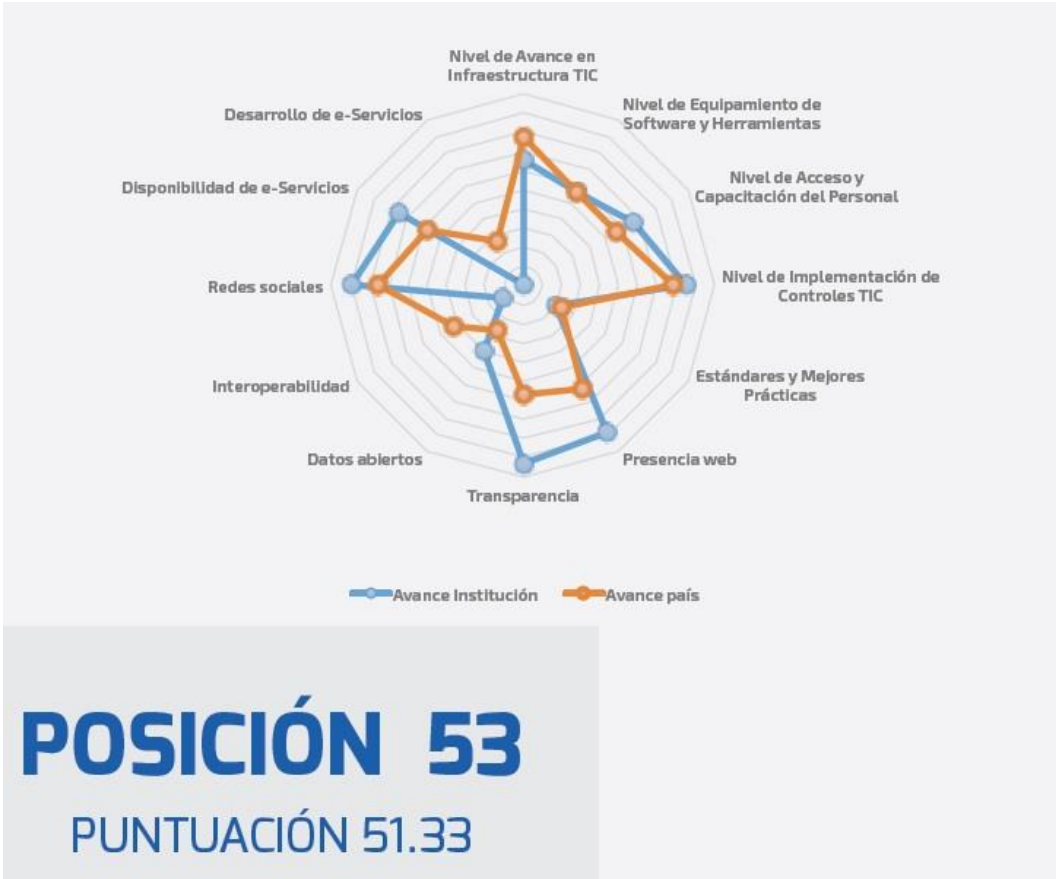 Nivel de Avance en
Infraestructura TIC
Nivel de Equipamiento de
Software y Herramientas
Nivel de Acceso y
Capacitación del Personal
Nivel de Implementación de
Controles TIC
Estándares y Mejores
Prácticas
Presencia web
Transparencia
Datos abiertos
Interoperabilidad
Redes sociales
Disponibilidad de e-Servicios
Desarrollo de e-Servicios
Avance Institución
Avance país
POSICIÓN 53
PUNTUACIÓN 51.33